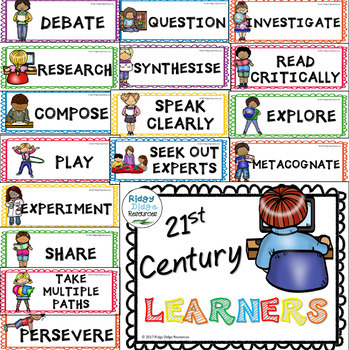 DEBATE
QUESTION
INVESTIGATE
RESEARCH
SYNTHESISE
READ
CRITICALLY
COMPOSE
SPEAK
CLEARLY
EXPLORE
PLAY
SEEK OUT
EXPERTS
METACOGNATE
EXPERIMENT
SHARE
TAKE
MULTIPLE
PATHS
PERSEVERE
Ridgy
Didge
Resources
21st
Century
LEARNERS
© 2017 Ridgy Didge Resources